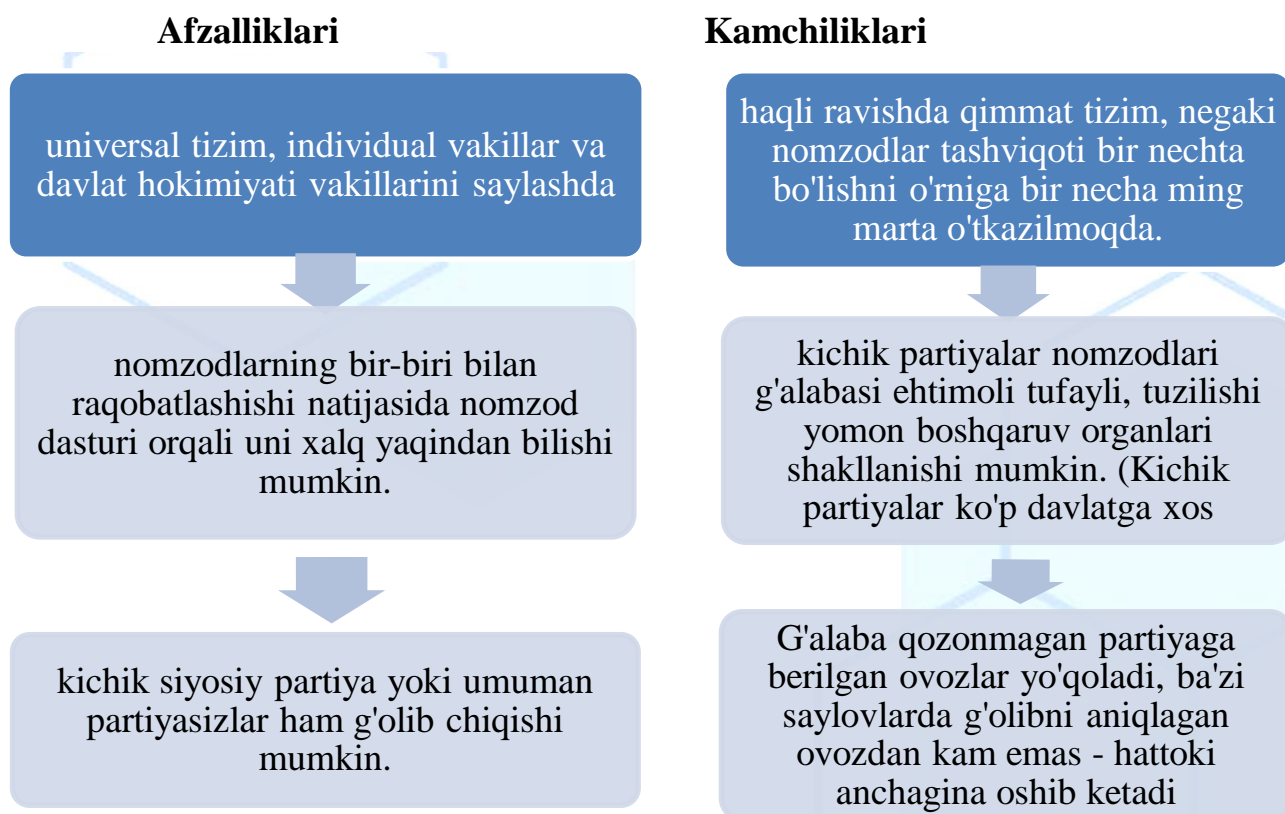 Afzalliklari
universal tizim, individual vakillar va
davlat hokimiyati vakillarini saylashda
nomzodlarning bir-biri bilan
raqobatlashishi natijasida nomzod
dasturi orqali uni xalq yaqindan bilishi
mumkin.
kichik siyosiy partiya yoki umuman
partiyasizlar ham g'olib chiqishi
mumkin.
Kamchiliklari
haqli ravishda qimmat tizim, negaki
nomzodlar tashviqoti bir nechta
bo'lishni o'rniga bir necha ming
marta o'tkazilmoqda.
kichik partiyalar nomzodlari
g'alabasi ehtimoli tufayli, tuzilishi
yomon boshqaruv organlari
shakllanishi mumkin. (Kichik
partiyalar ko'p davlatga xos
G'alaba qozonmagan partiyaga
berilgan ovozlar yo'qoladi, ba'zi
saylovlarda g'olibni aniqlagan
ovozdan kam emas - hattoki
anchagina oshib ketadi